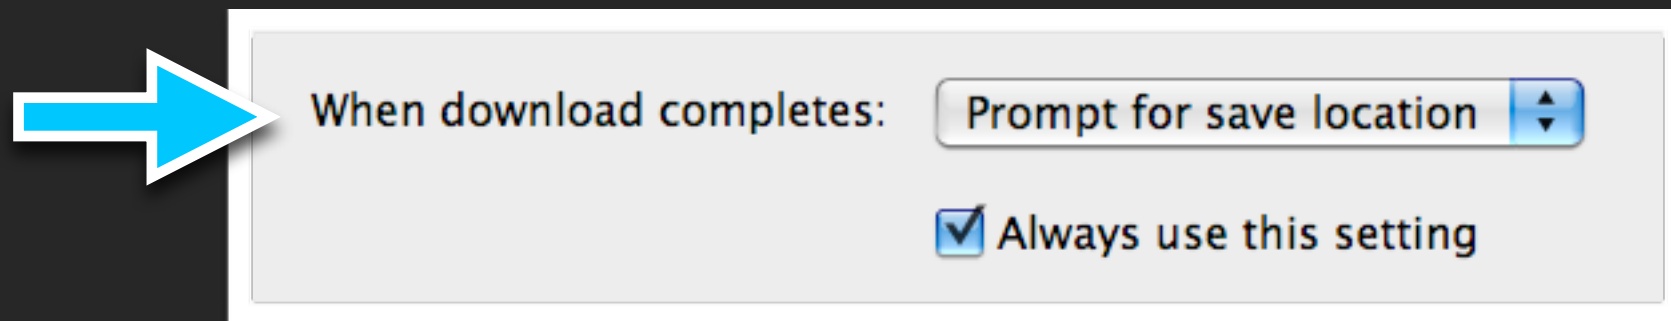 When download completes: Prompt for save location
Always use this setting